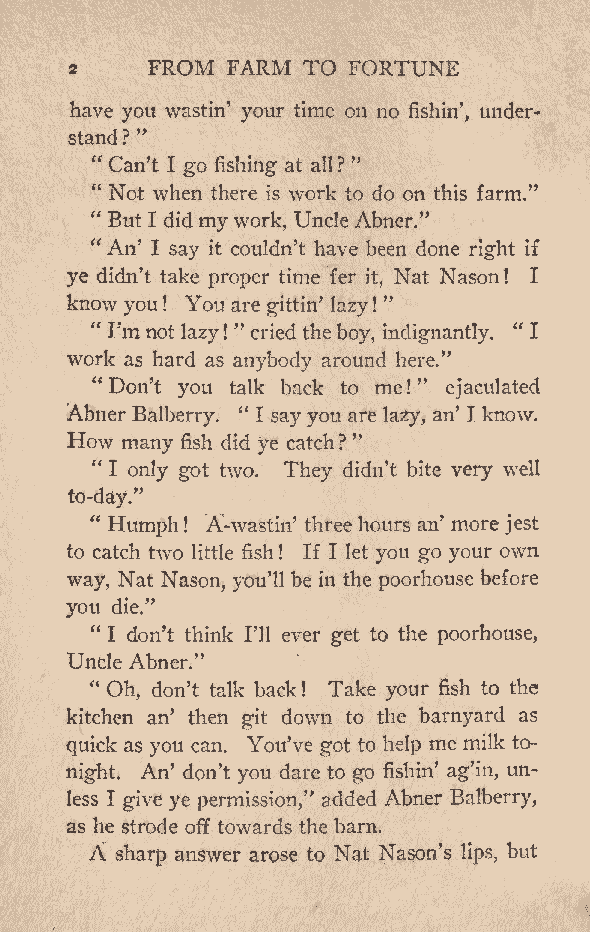 2 FROM FARM TO FORTUNE
have you wastin’ your time on no fishin’, under-
stand?”
“Can’t I go fishing at all?”
“Not when there is work to do on this farm.”
“But I did my work, Uncle Abner.”
“An’ I say it couldn’t have been done right if
ye didn’t take proper time fer it, Nat Nason! I
know you! You are gittin’ lazy!”
“I’m not lazy!” cried the boy, indignantly. “I
work as hard as anybody around here.”
“Don’t you talk back to me!” ejaculated
Abner Balberry. “I say you are lazy, an’ I know.
How many fish did ye catch?”
“I only got two. They didn’t bite very well
to-day.”
“Humph! A-wastin’ three hours an’ more jest
to catch two little fish! If I let you go your own
way, Nat Nason, you’ll be in the poorhouse before
you die.”
“I don’t think I’ll ever get to the poorhouse,
Uncle Abner.”
“Oh, don’t talk back! Take your fish to the
kitchen an’ then git down to the barnyard as
quick as you can. You’ve got to help me milk to-
night. An’ don’t you dare to go fishin’ ag’in, un-
less I give ye permission,” added Abner Balberry,
as he strode off towards the barn.
A sharp answer arose to Nat Nason’s lips, but